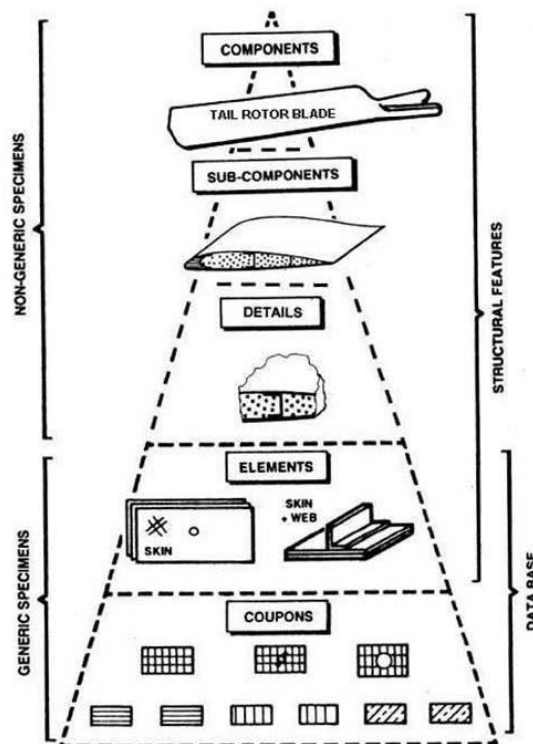 COMPONENTS
TAIL ROTOR BLADE
SUB-COMPONENTS
NON-GENERIC SPECIMENS
STRUCTURAL FEATURES
DETAILS
ELEMENTS
SKIN
SKIN
+ WEB
GENERIC SPECIMENS
DATA BASE
COUPONS